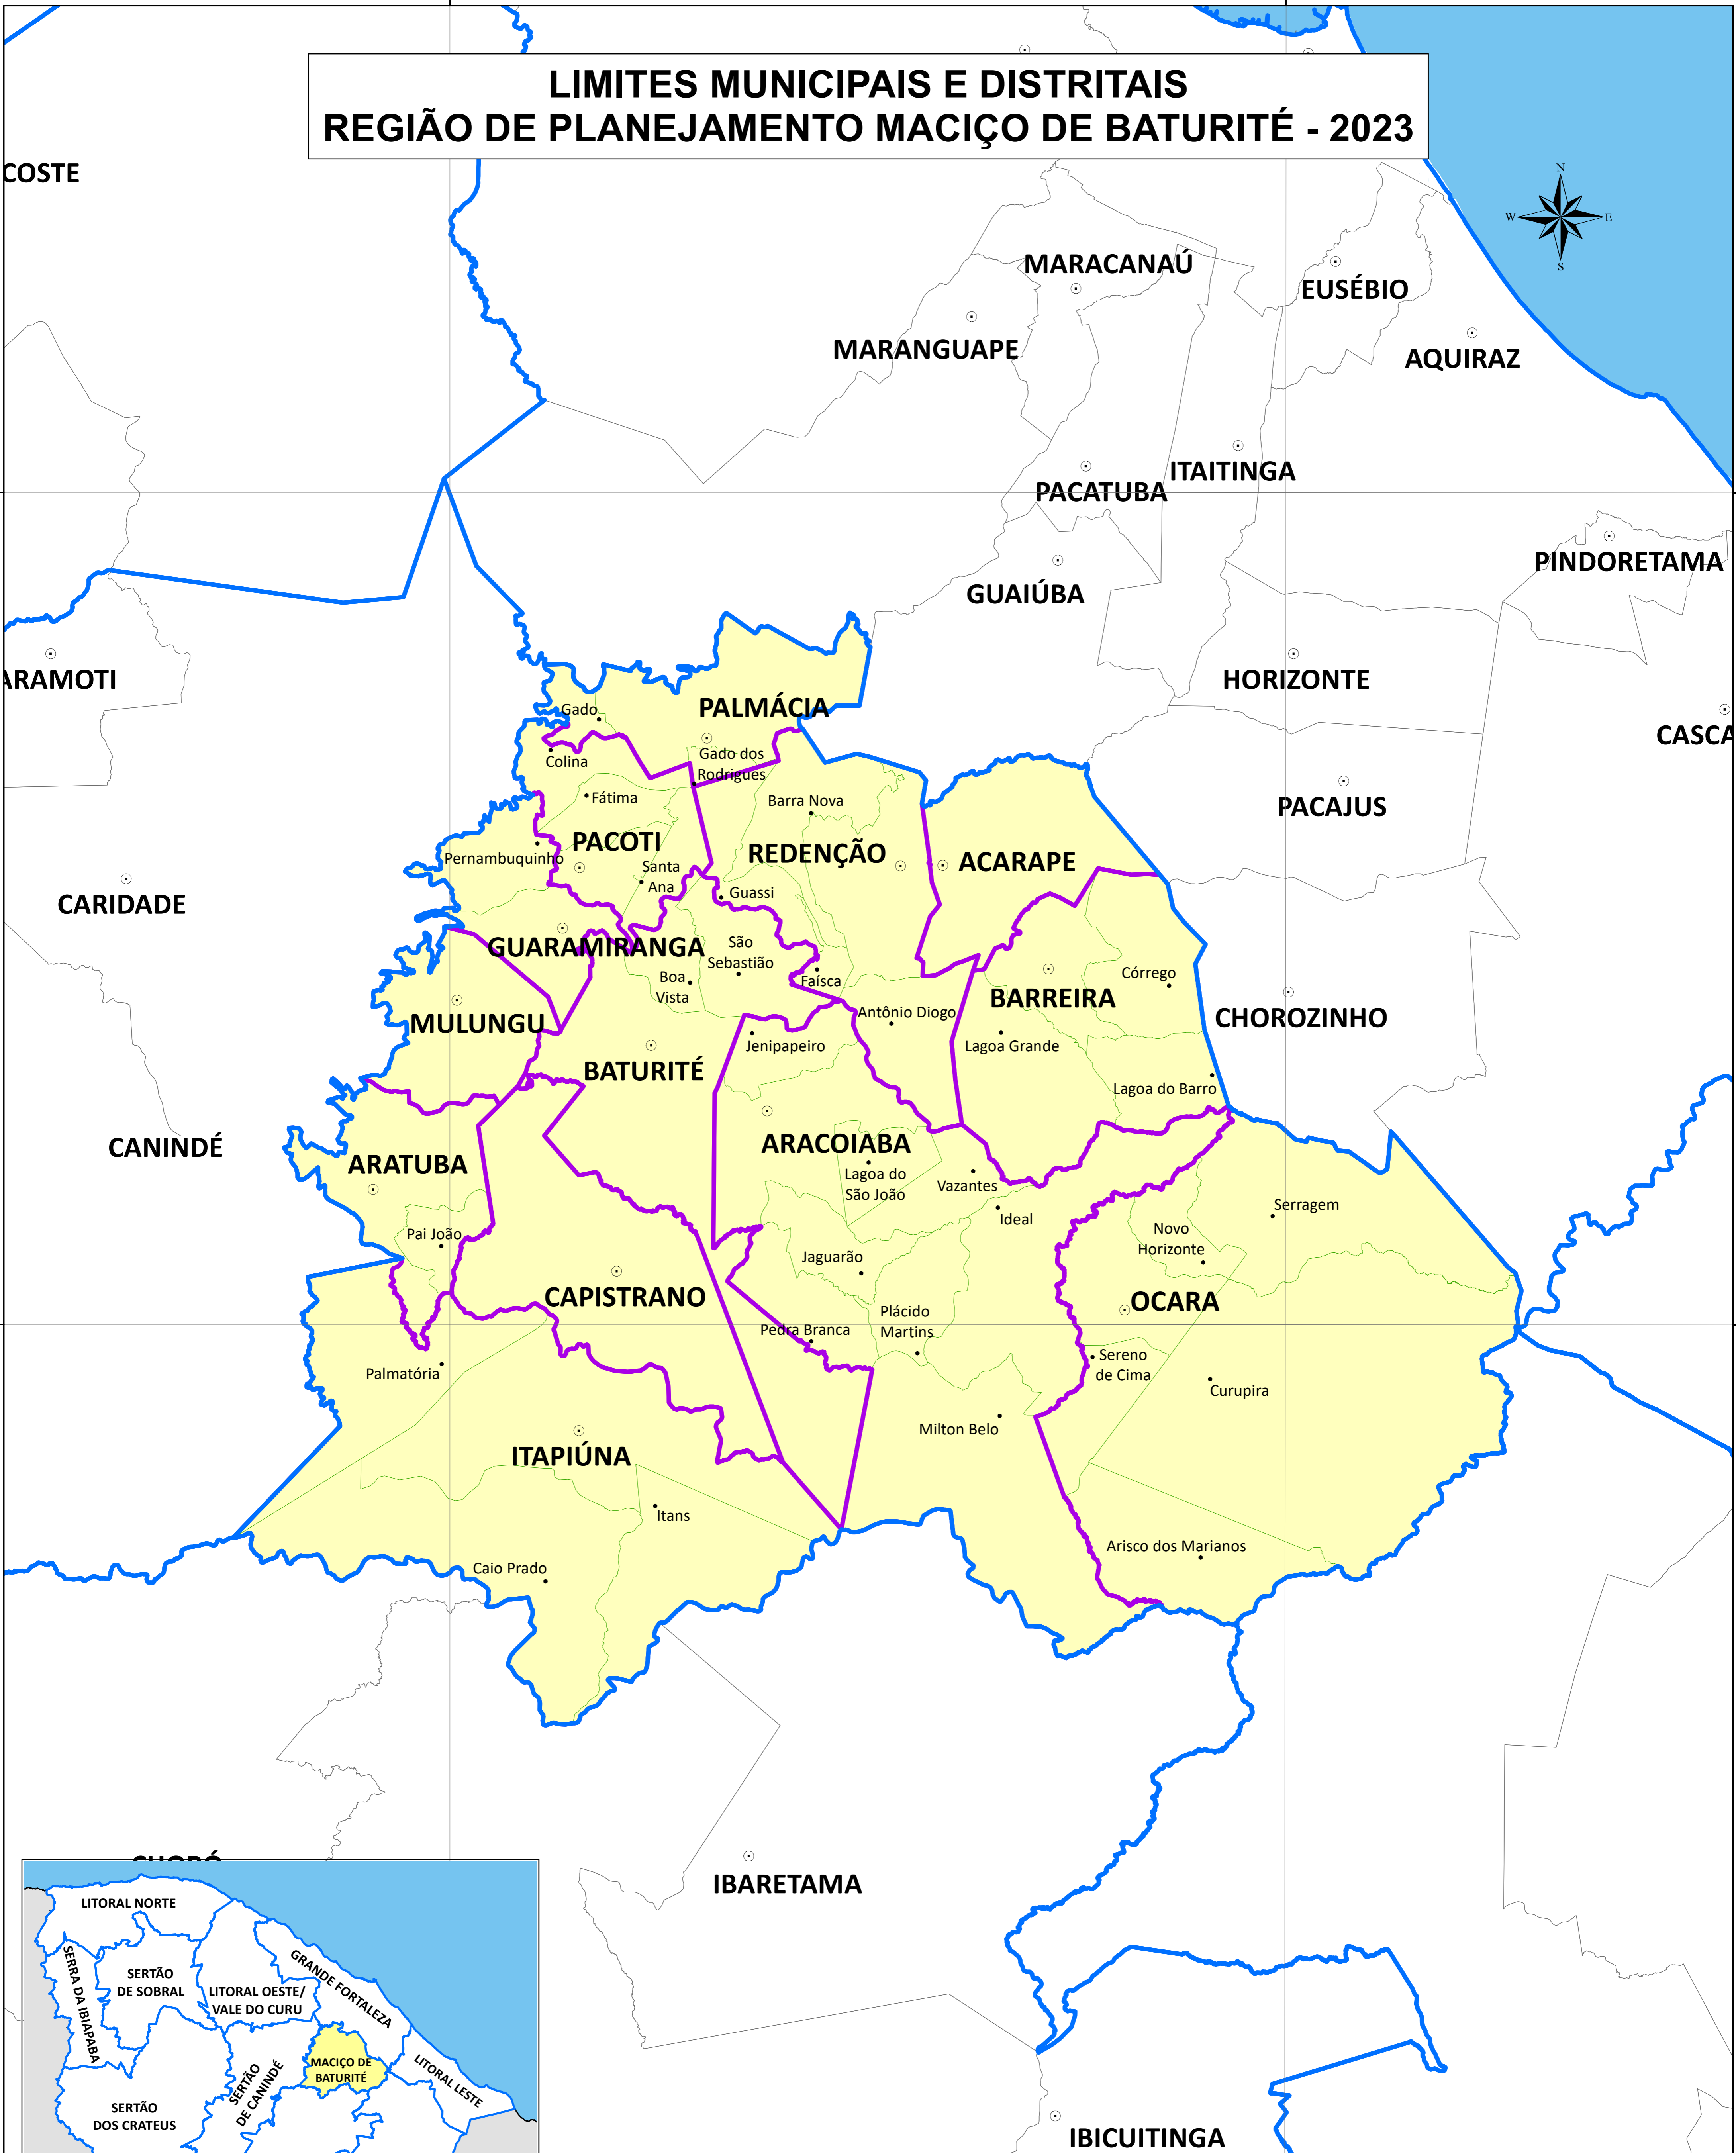 LIMITES MUNICIPAIS E DISTRITAIS
REGIÃO DE PLANEJAMENTO MACIÇO DE BATURITÉ - 2023
COSTE
N
W
E
S
MARACANAÚ
EUSÉBIO
MARANGUAPE
AQUIRAZ
ITAITINGA
PACATUBA
PINDORETAMA
GUAIÚBA
ARAMOTI
HORIZONTE
PALMÁCIA
Gado
CASCA
Gado dos
Rodrigues
Colina
Fátima
Barra Nova
PACAJUS
PACOTI
REDENÇÃO
ACARAPE
Pernambuquinho
Santa
Ana
Guassi
CARIDADE
GUARAMIRANGA
São
Sebastião
Boa
Vista
Faísca
Córrego
BARREIRA
Antônio Diogo
CHOROZINHO
MULUNGU
Jenipapeiro
Lagoa Grande
BATURITÉ
Lagoa do Barro
CANINDÉ
ARACOIABA
ARATUBA
Lagoa do
São João
Vazantes
Serragem
Ideal
Pai João
Novo
Horizonte
Jaguarão
CAPISTRANO
OCARA
Plácido
Martins
Pedra Branca
Sereno
de Cima
Palmatória
Curupira
Milton Belo
ITAPIÚNA
Itans
Arisco dos Marianos
Caio Prado
IBARETAMA
LITORAL NORTE
SERRA DA IBIAPABA
SERTÃO
DE SOBRAL
LITORAL OESTE/
VALE DO CURU
GRANDE FORTALEZA
MACIÇO DE
BATURITÉ
SERTÃO
DE CANINDÉ
LITORAL LESTE
SERTÃO
DOS CRATEUS
IBICUITINGA